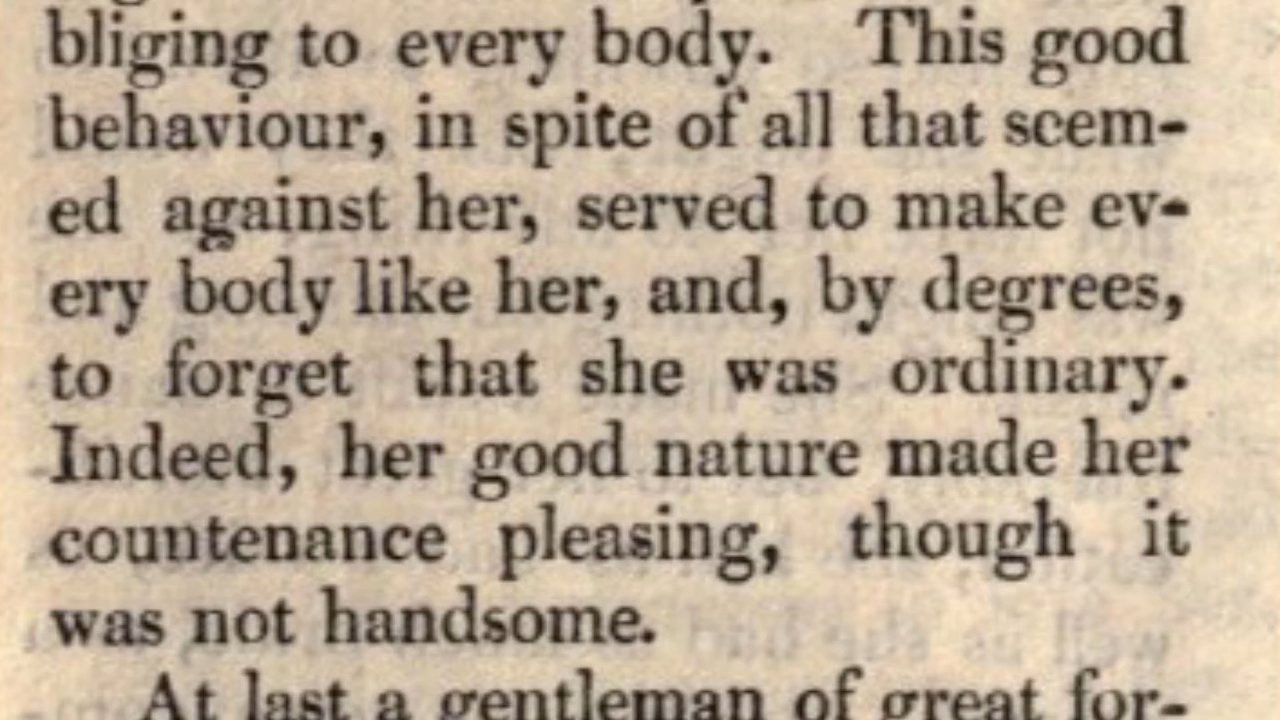 bliging to every body. This good
behaviour, in spite of all that seem-
ed against her, served to make ev-
ery body like her, and, by degrees,
to forget that she was ordinary.
Indeed, her good nature made her
countenance pleasing, though it
was not handsome.
At last a gentleman of great for-